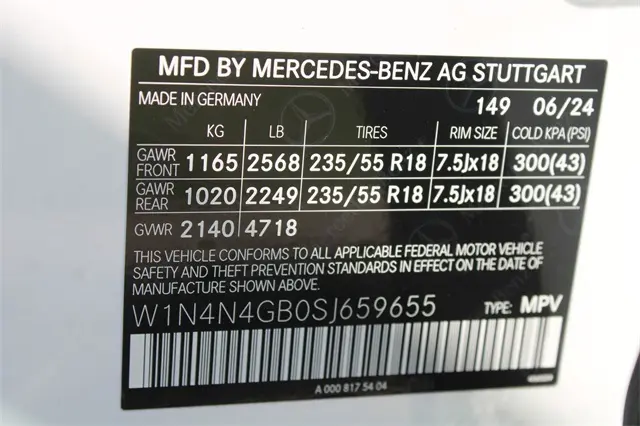 MFD BY MERCEDES-BENZ AG STUTTGART
MADE IN GERMANY 149 06/24
KG LB TIRES RIM SIZE COLD KPA (PSI)
GAWR FRONT 1165 2568 235/55 R18 7.5Jx18 300(43)
GAWR REAR 1020 2249 235/55 R18 7.5Jx18 300(43)
GVWR 2140 4718
THIS VEHICLE CONFORMS TO ALL APPLICABLE FEDERAL MOTOR VEHICLE
SAFETY AND THEFT PREVENTION STANDARDS IN EFFECT ON THE DATE OF
MANUFACTURE SHOWN ABOVE.
W1N4N4GB0SJ659655 TYPE: MPV
A 000 817 54 04